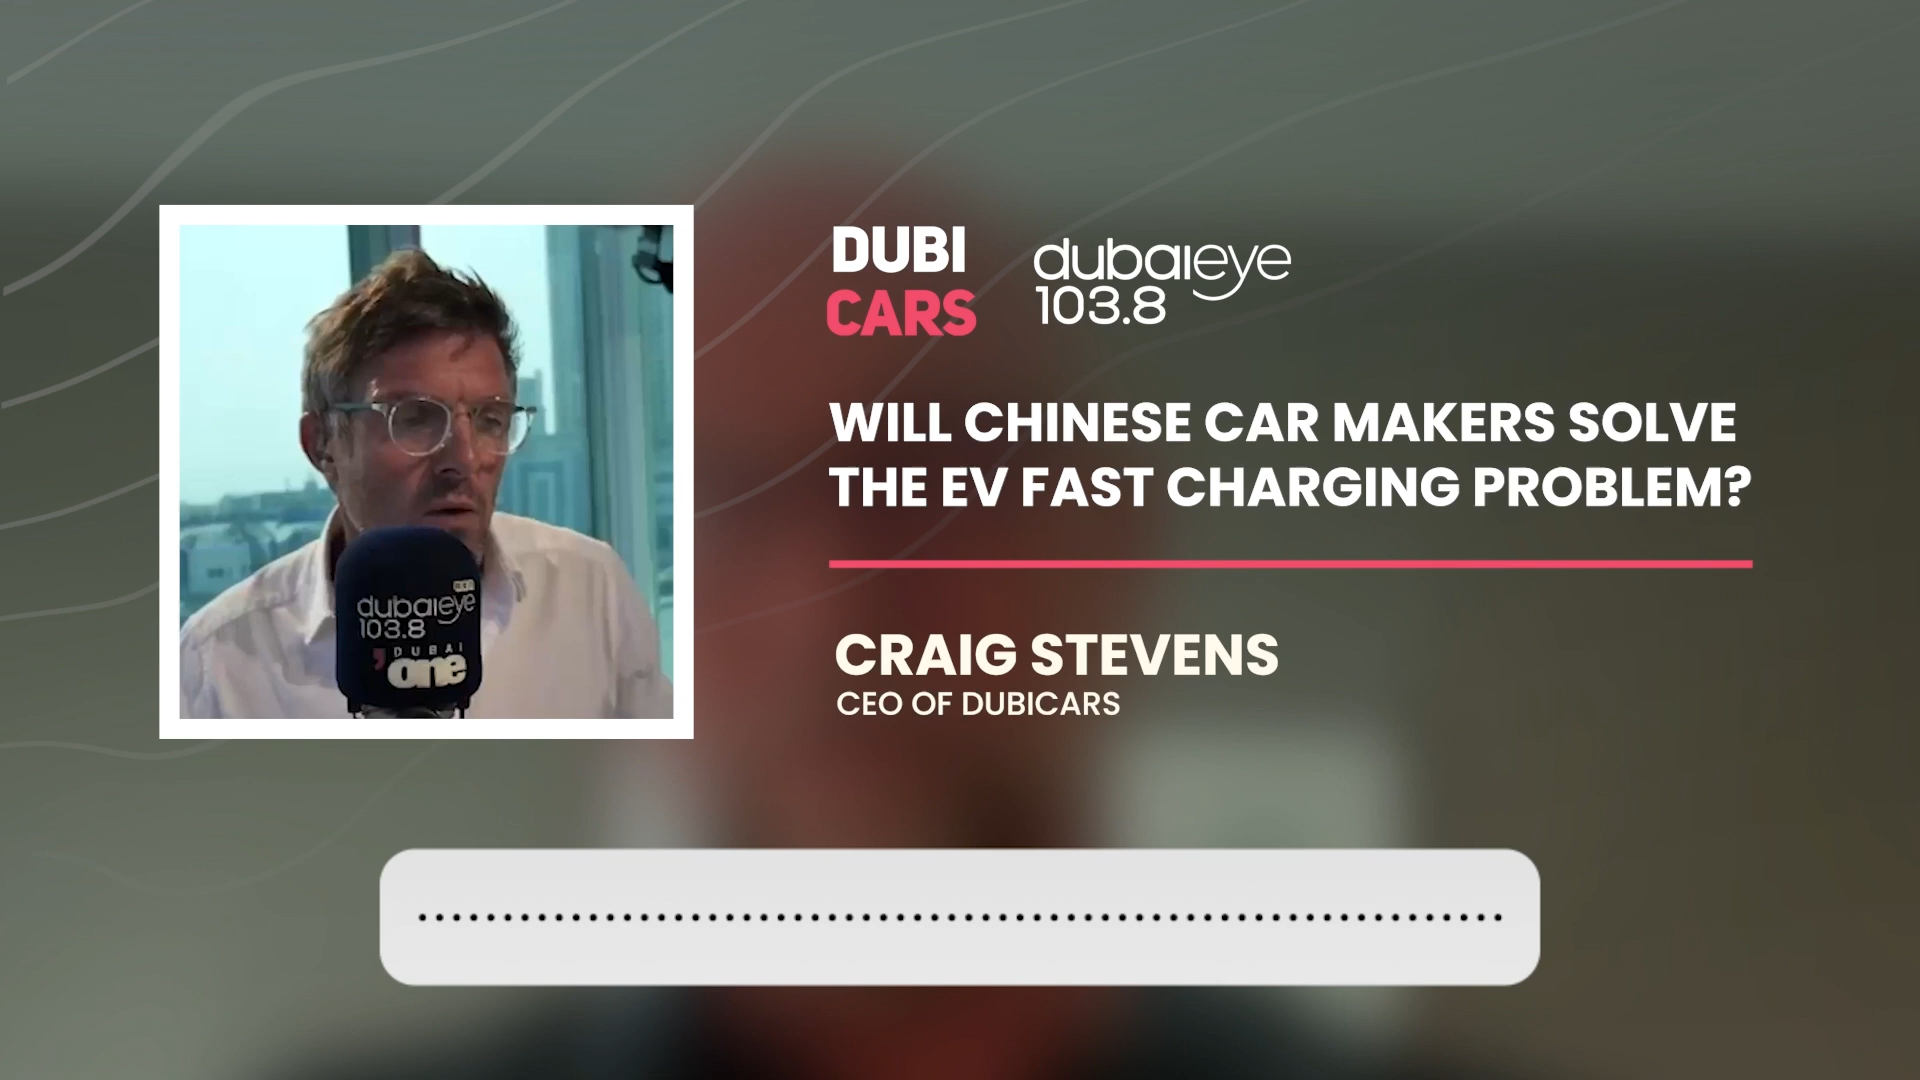 DUBI
CARS
dubaieye
103.8
WILL CHINESE CAR MAKERS SOLVE
THE EV FAST CHARGING PROBLEM?
CRAIG STEVENS
CEO OF DUBICARS
dubaieye
103.8
DUBAI
one